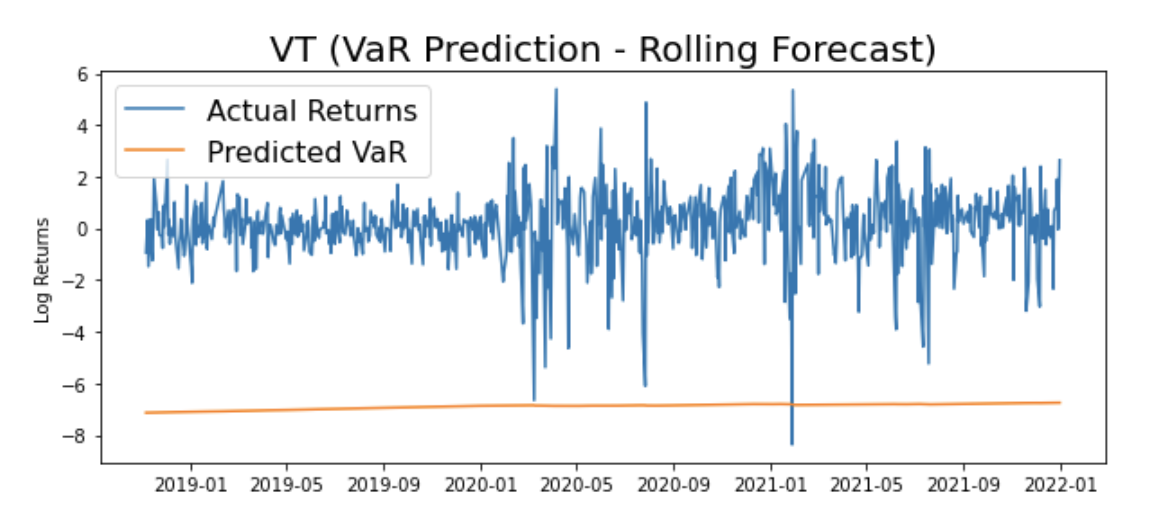 VT (VaR Prediction - Rolling Forecast)
Actual Returns
Predicted VaR
Log Returns
6
4
2
0
−2
−4
−6
−8
2019-01 2019-05 2019-09 2020-01 2020-05 2020-09 2021-01 2021-05 2021-09 2022-01